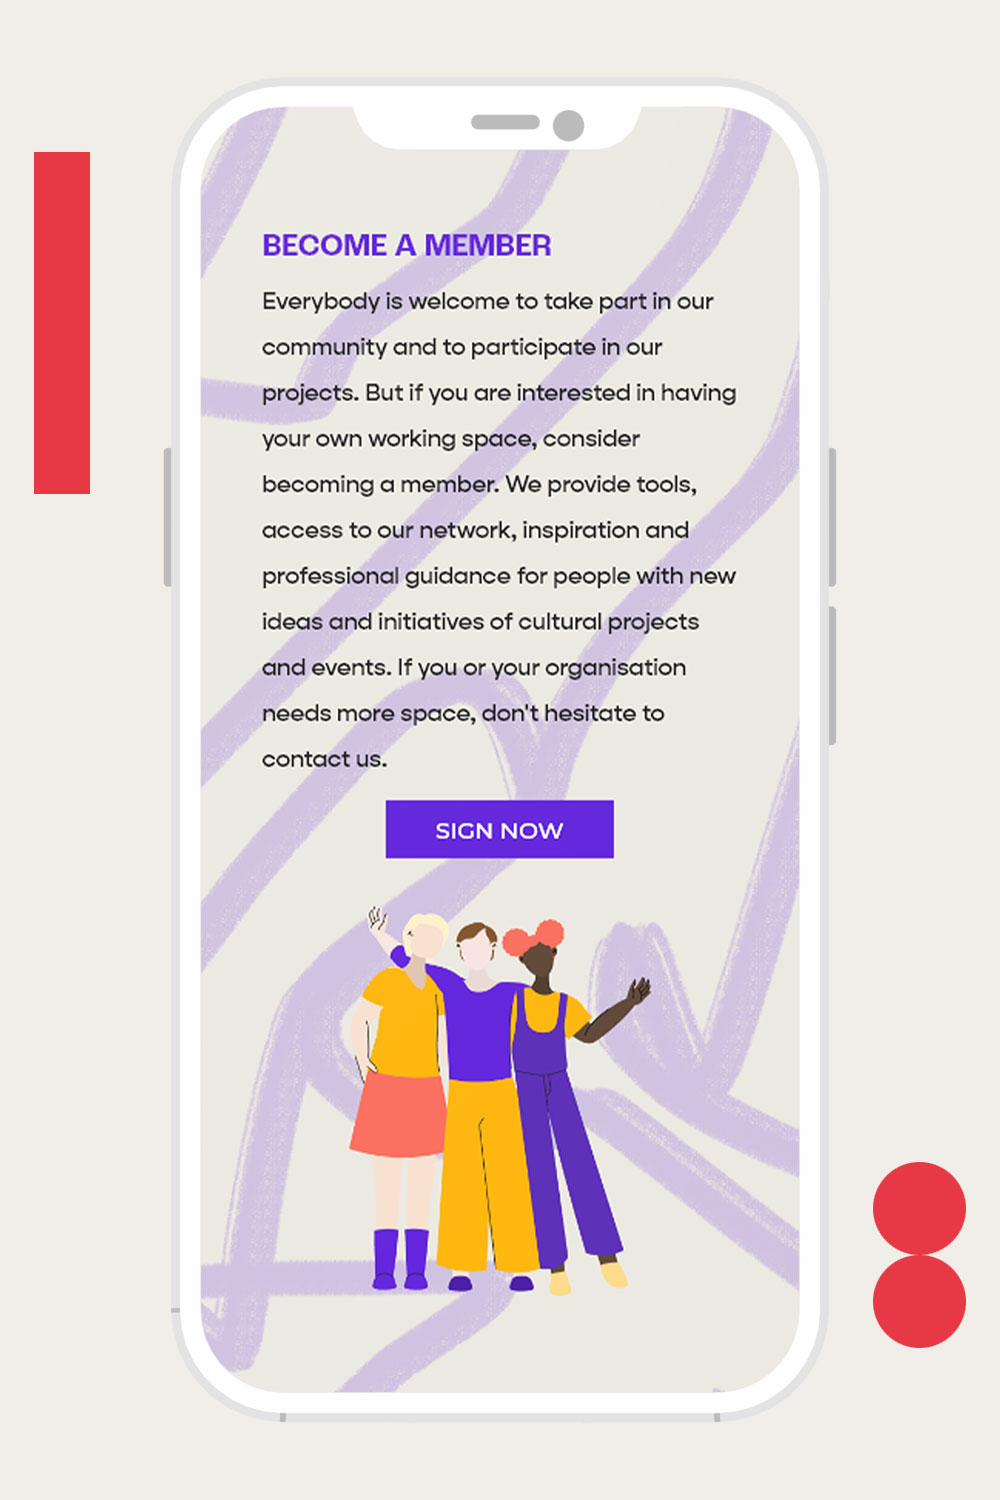 BECOME A MEMBER
Everybody is welcome to take part in our
community and to participate in our
projects. But if you are interested in having
your own working space, consider
becoming a member. We provide tools,
access to our network, inspiration and
professional guidance for people with new
ideas and initiatives of cultural projects
and events. If you or your organisation
needs more space, don't hesitate to
contact us.
SIGN NOW